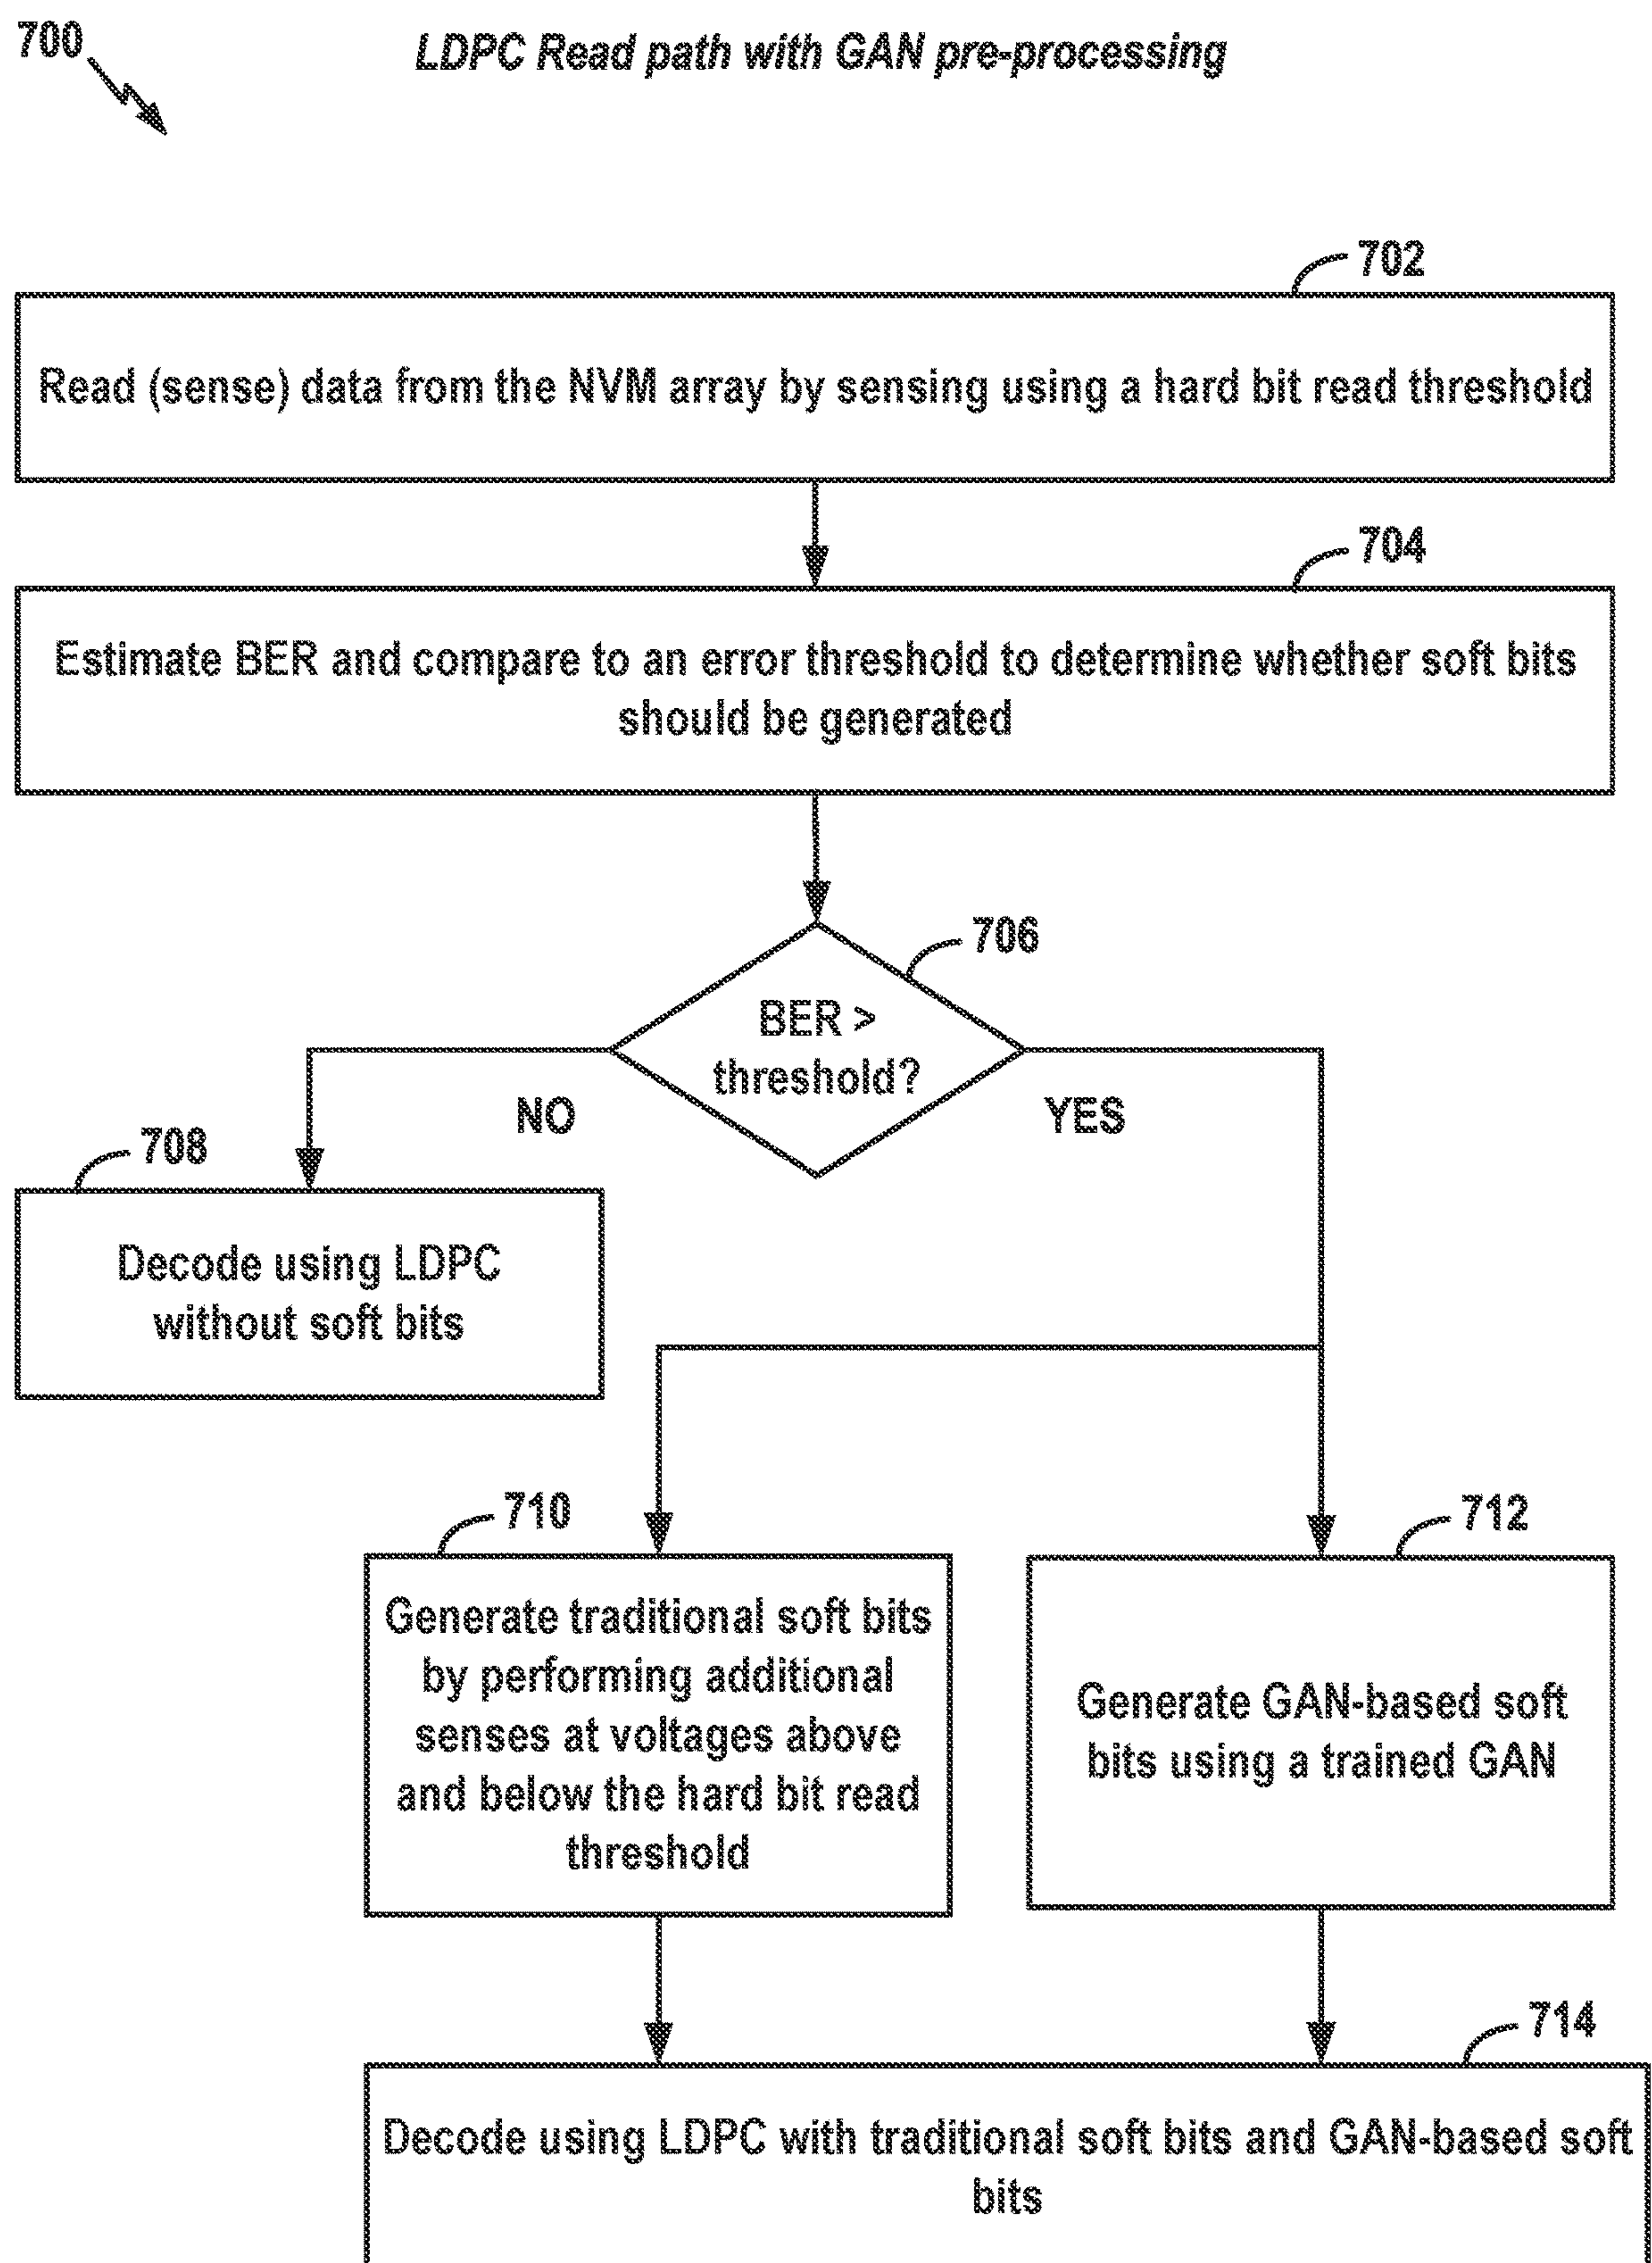 700
LDPC Read path with GAN pre-processing
702
Read (sense) data from the NVM array by sensing using a hard bit read threshold
704
Estimate BER and compare to an error threshold to determine whether soft bits
should be generated
706
BER >
threshold?
NO
YES
708
Decode using LDPC
without soft bits
710
Generate traditional soft bits
by performing additional
senses at voltages above
and below the hard bit read
threshold
712
Generate GAN-based soft
bits using a trained GAN
714
Decode using LDPC with traditional soft bits and GAN-based soft
bits